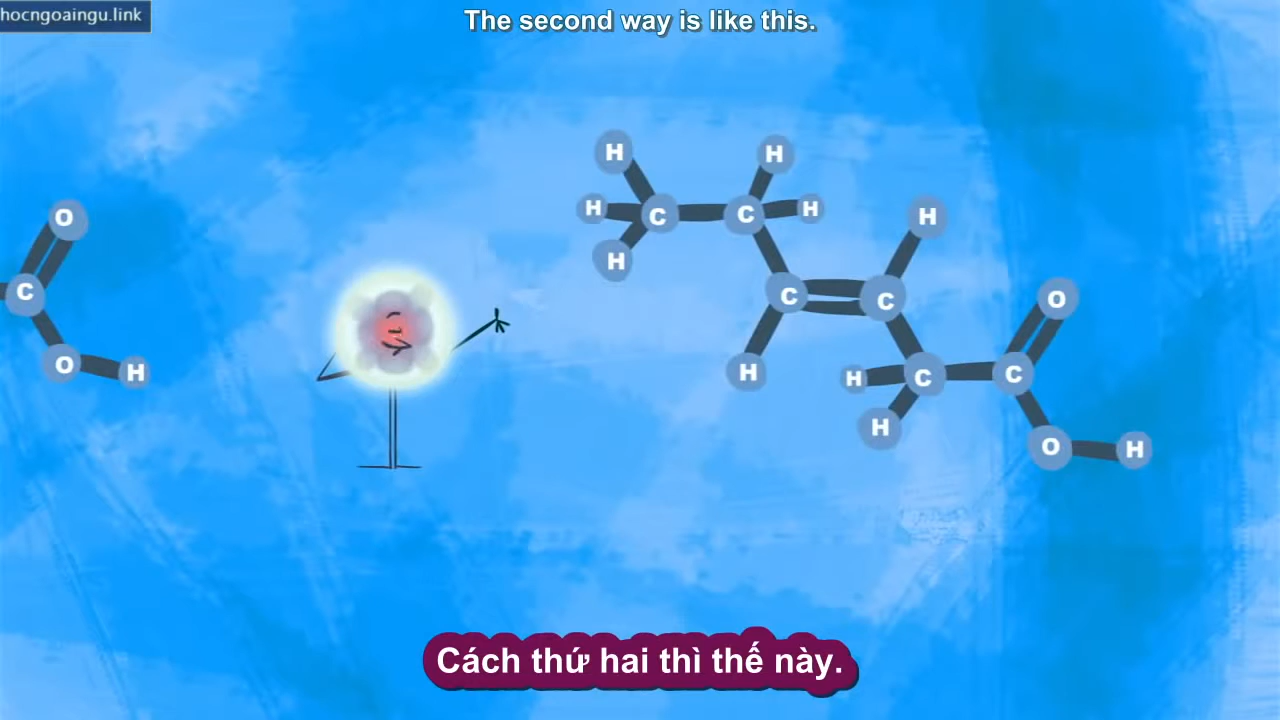 hocngoaingu.link
The second way is like this.
H H
H C C H H
H
O C C O
C
H H C C
O H H O H
Cách thứ hai thì thế này.